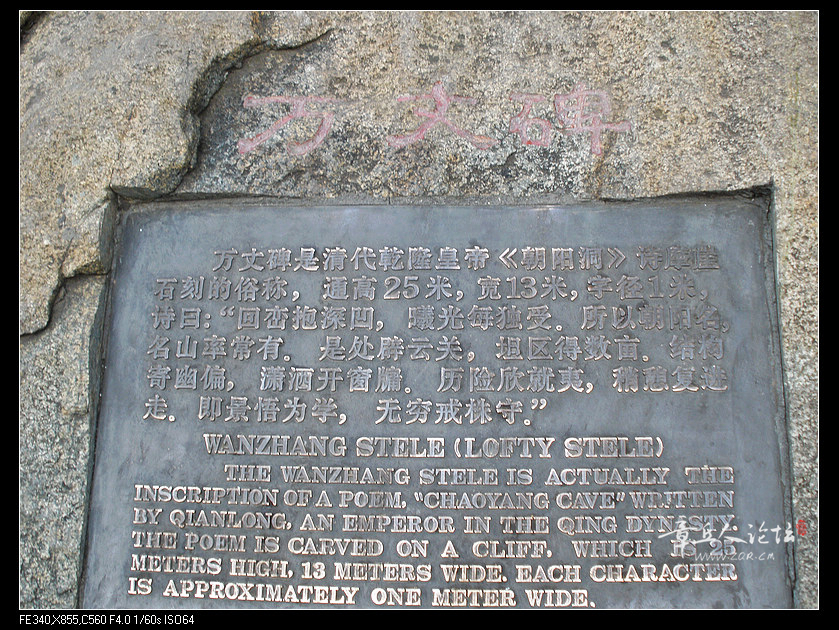 万丈碑
万丈碑是清代乾隆皇帝《朝阳洞》诗摩崖
石刻的俗称，通高25米，宽13米，字径1米，
诗曰：“回峦抱深凹，曦光每独受。所以朝阳名，
名山率常有。是处辟云关，坦区得数亩。结构
寄幽偏，潇洒开窗牖。历险欣就夷，稍憩复进
走。即景悟为学，无穷戒株守。”
WANZHANG STELE (LOFTY STELE)
THE WANZHANG STELE IS ACTUALLY THE
INSCRIPTION OF A POEM, "CHAOYANG CAVE" WRITTEN
BY QIANLONG, AN EMPEROR IN THE QING DYNASTY.
THE POEM IS CARVED ON A CLIFF, WHICH
METERS HIGH, 13 METERS WIDE. EACH CHARACTER
IS APPROXIMATELY ONE METER WIDE.
FE340,X855,C560 F4.0 1/60s ISO64